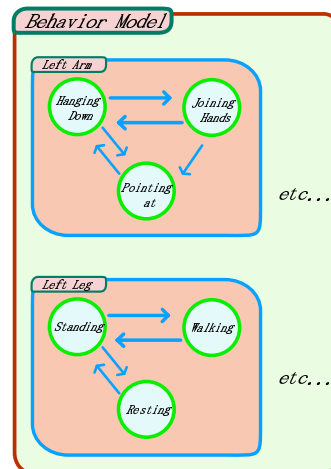 Behavior Model
Left Arm
Hanging
Down
Joining
Hands
Pointing
at
etc...
Left Leg
Standing
Walking
Resting
etc...